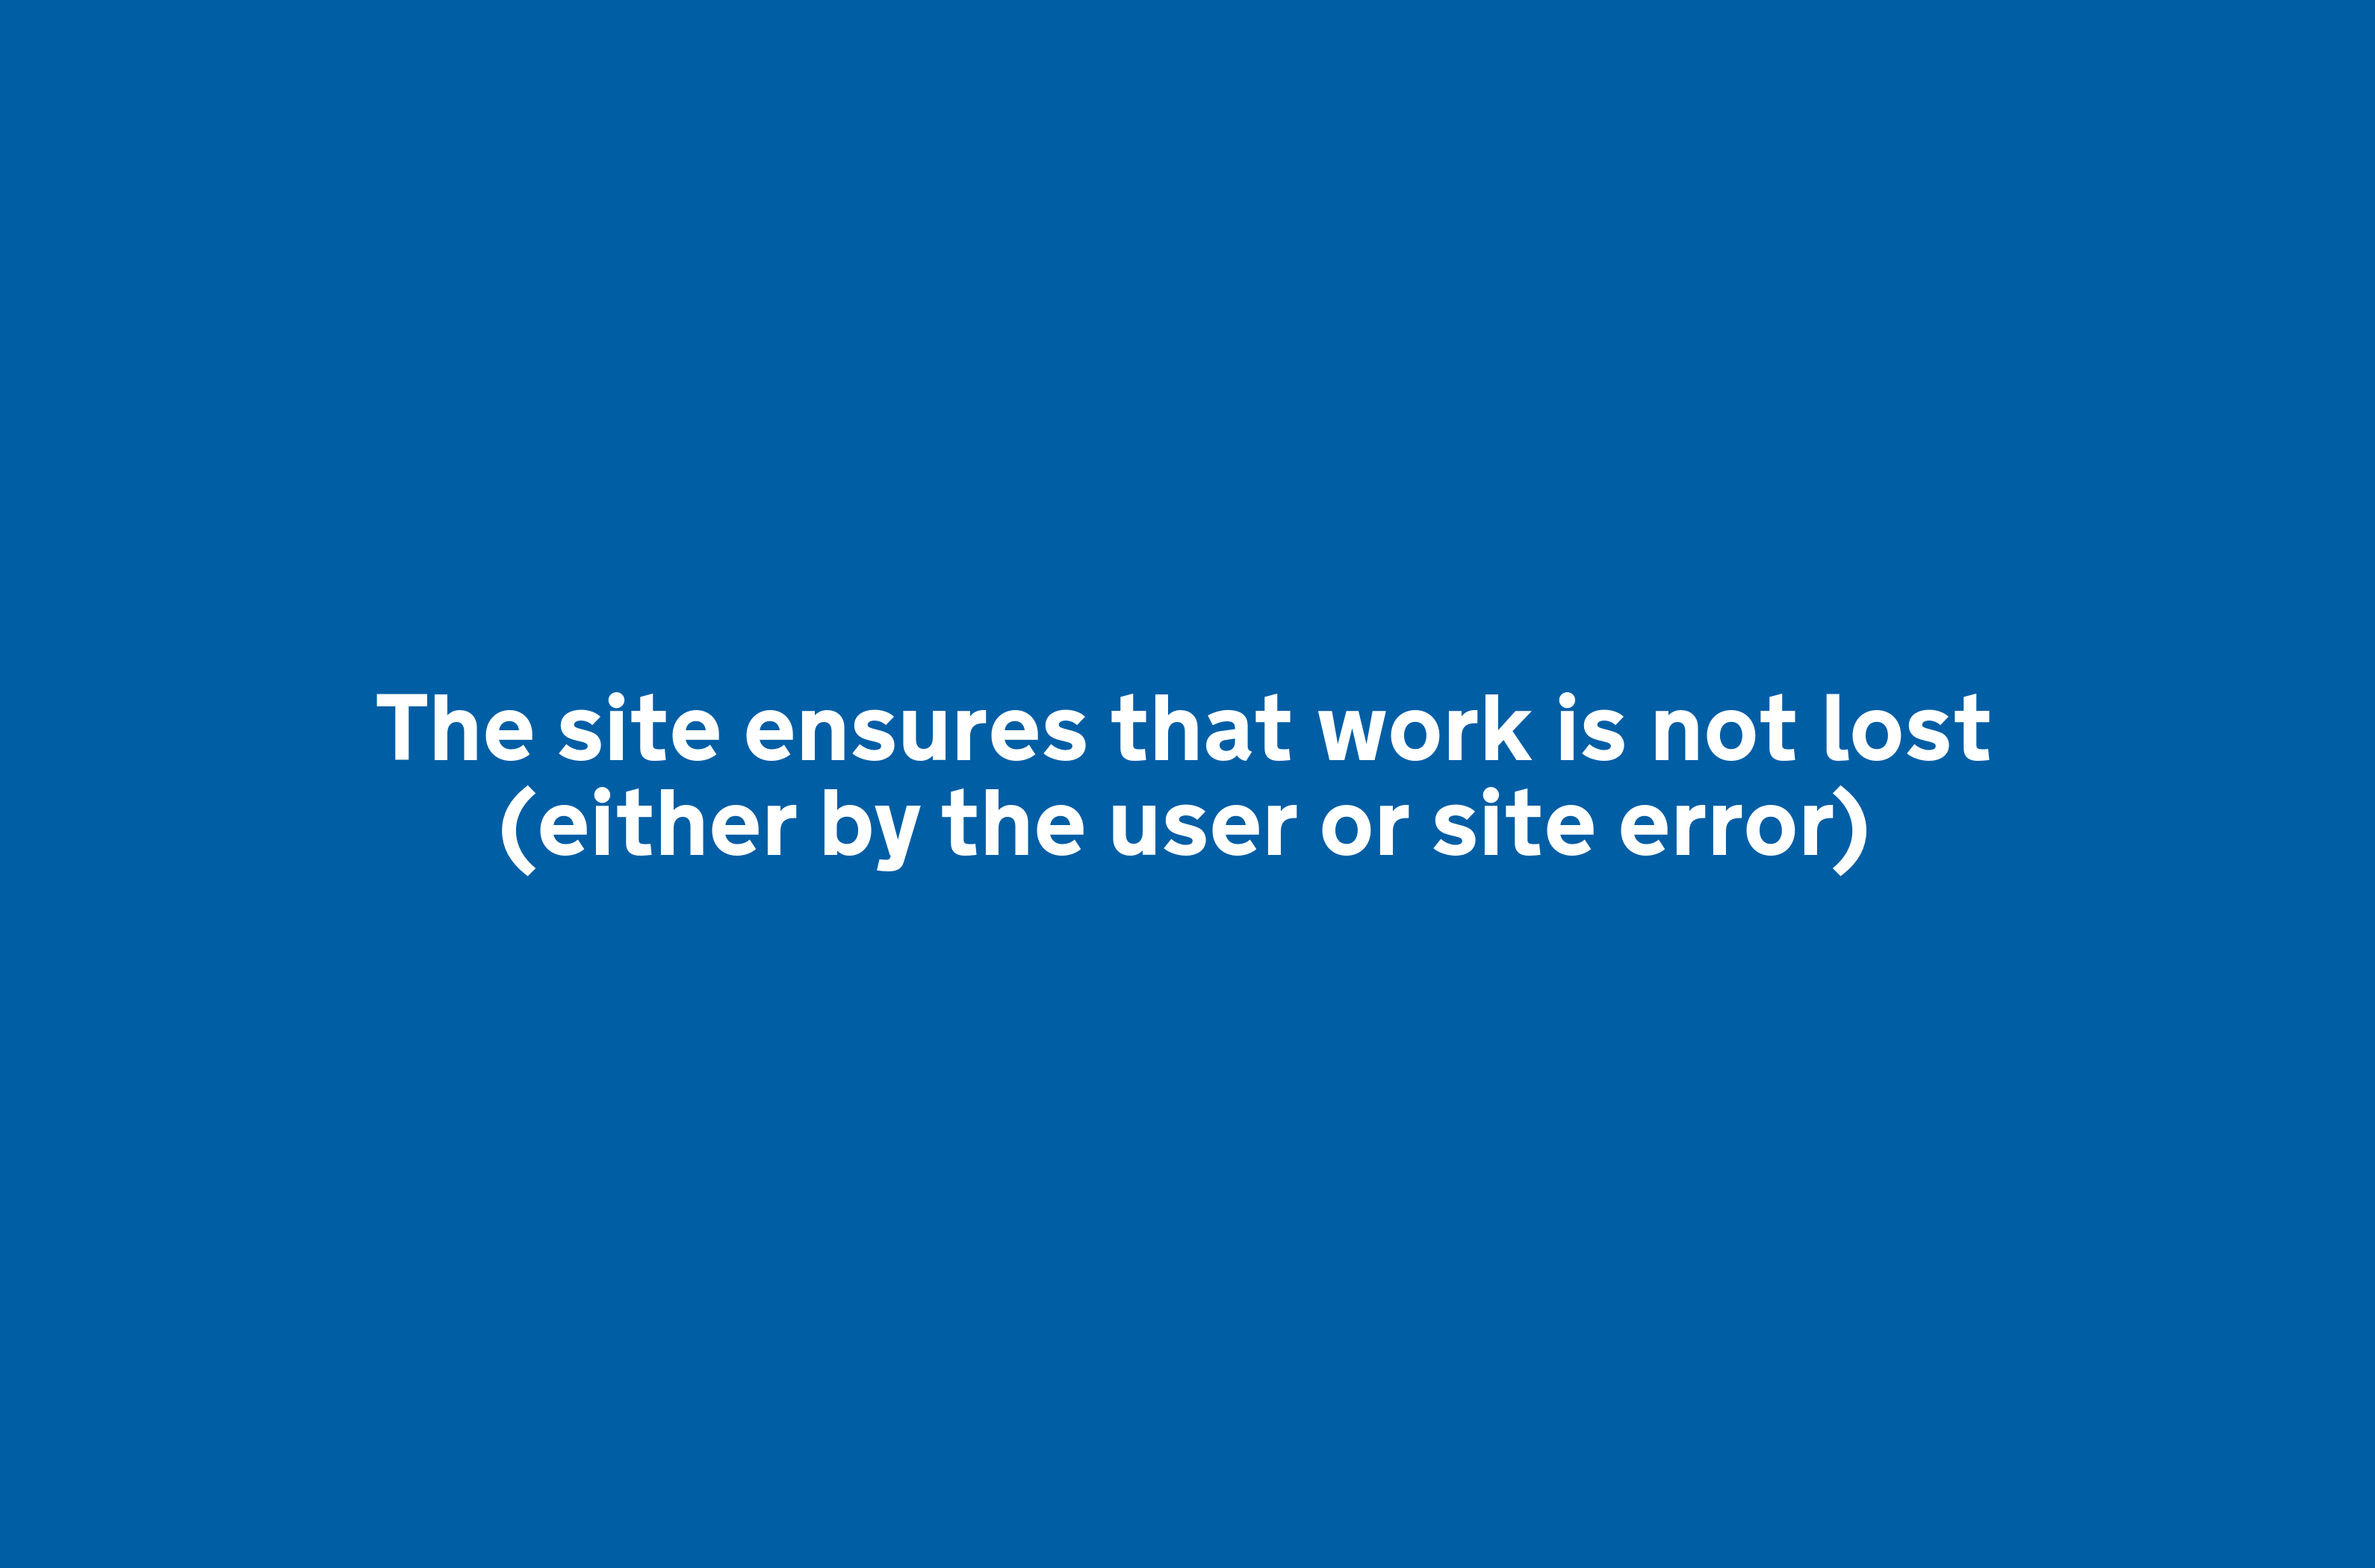 The site ensures that work is not lost
(either by the user or site error)